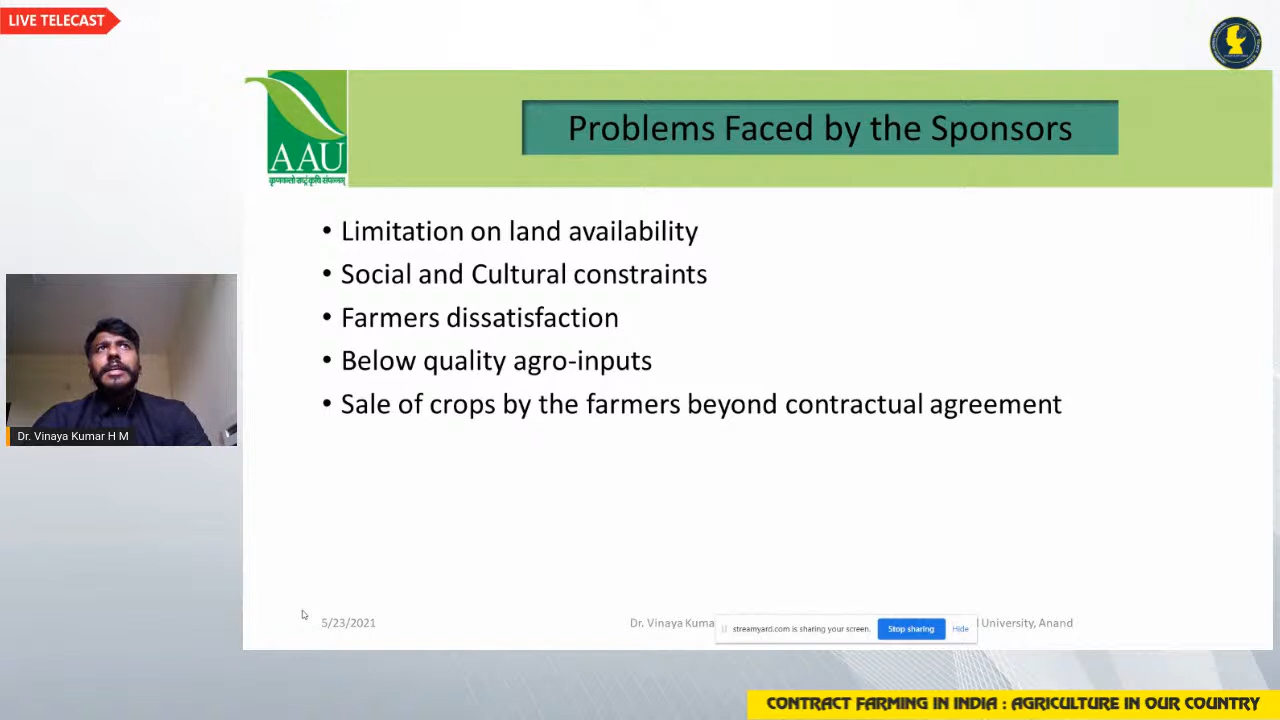 LIVE TELECAST
AAU
Problems Faced by the Sponsors
• Limitation on land availability
• Social and Cultural constraints
• Farmers dissatisfaction
• Below quality agro-inputs
• Sale of crops by the farmers beyond contractual agreement
Dr. Vinaya Kumar H M
5/23/2021
Dr. Vinaya Kuma
University, Anand
streamyard.com is sharing your screen.
Stop sharing
Hide
CONTRACT FARMING IN INDIA : AGRICULTURE IN OUR COUNTRY